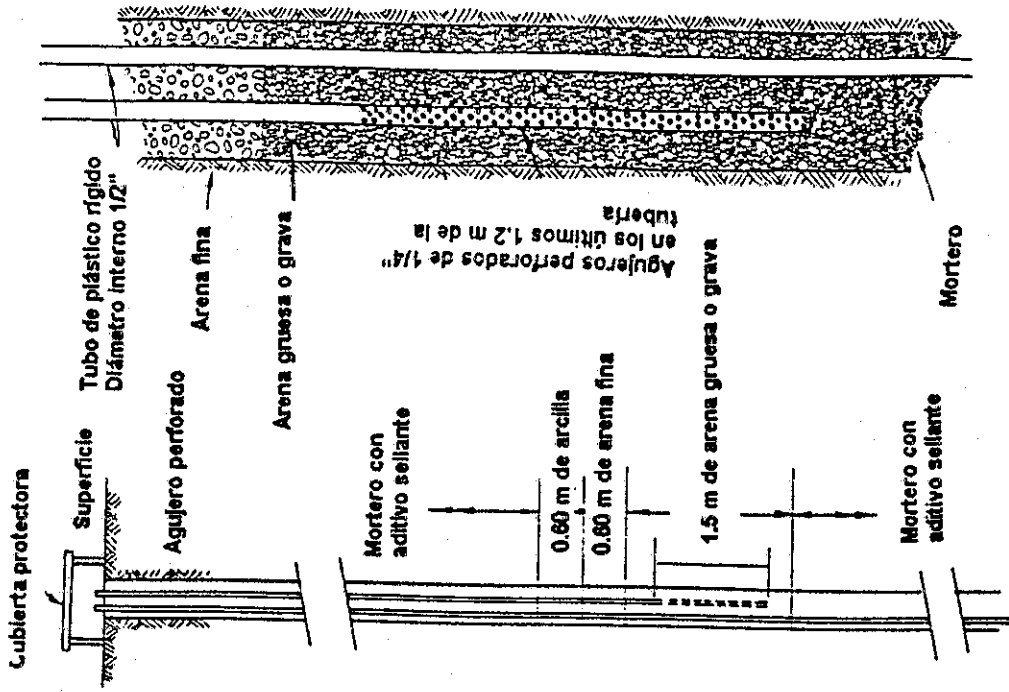 Cubierta protectora
Superficie
Tubo de plástico rígido
Diámetro interno 1/2"
Agujero perforado
Arena fina
Arena gruesa o grava
Mortero con
aditivo sellante
0.60 m de arcilla
0.60 m de arena fina
Agujeros perforados de 1/4"
en los últimos 1.2 m de la
tubería
1.5 m de arena gruesa o grava
Mortero
Mortero con
aditivo sellante